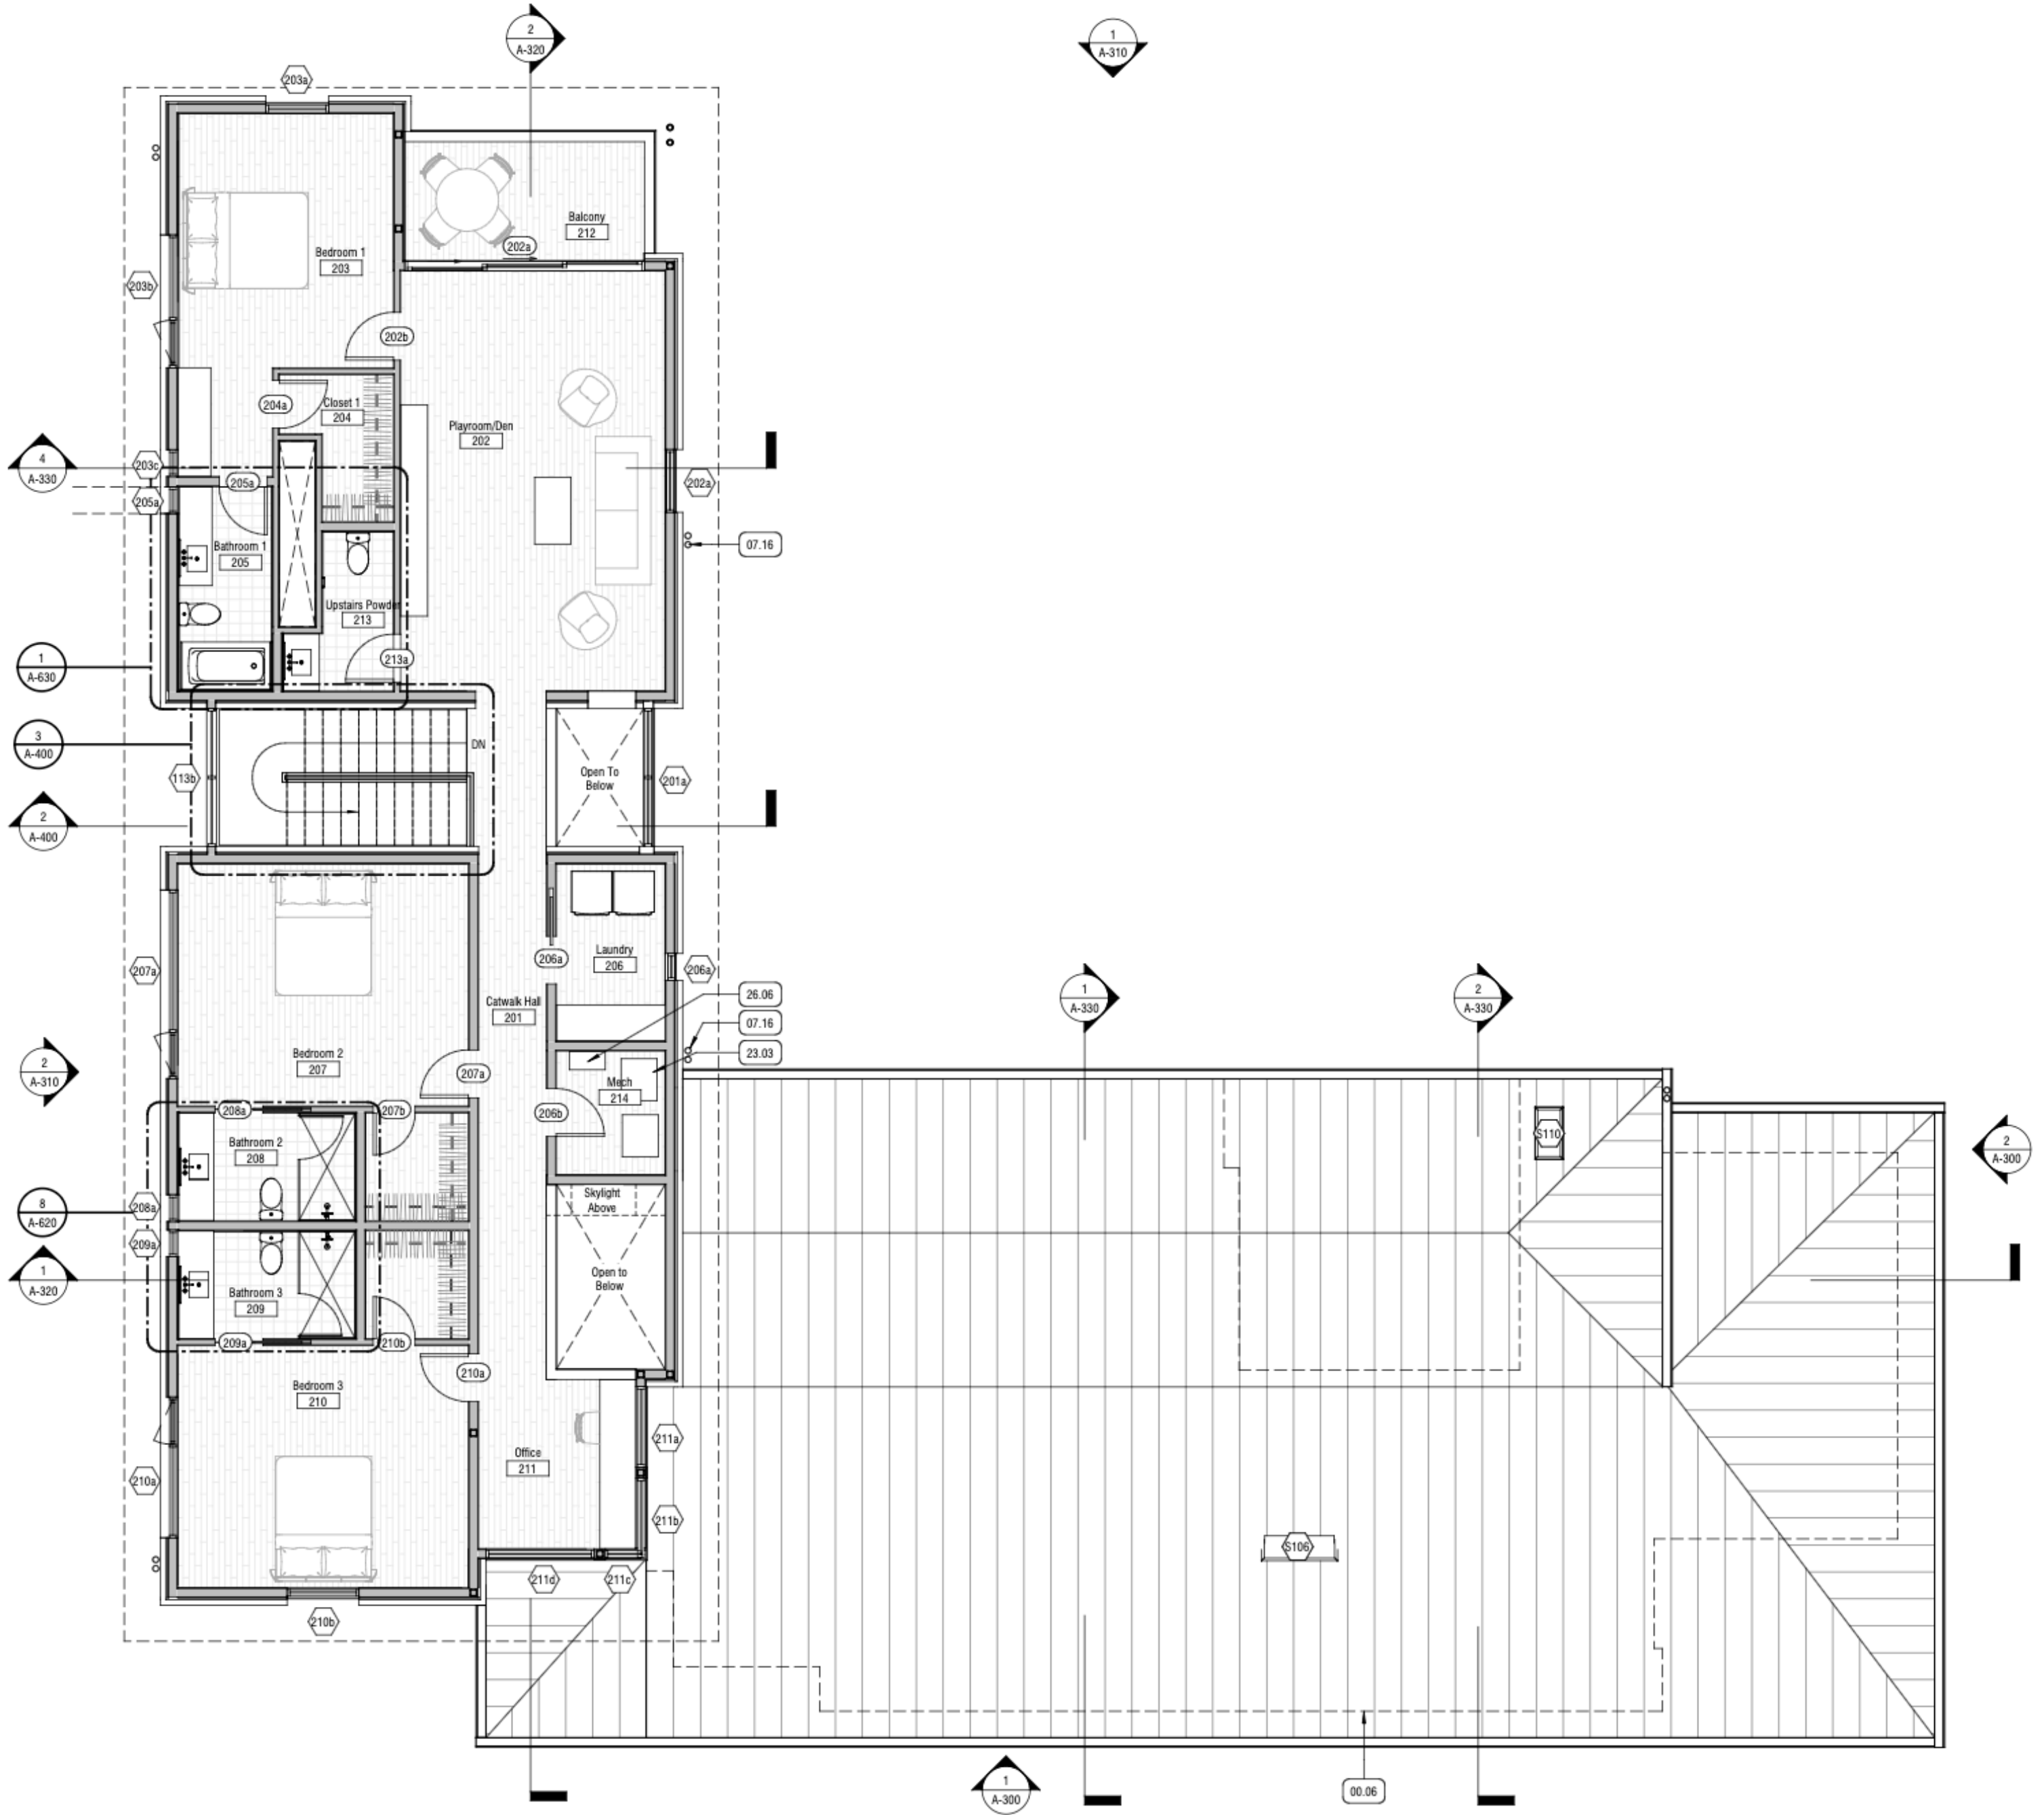 2
A-320
1
A-310
203a
Balcony
212
202a
Bedroom 1
203
203b
202b
204a
Closet 1
204
Playroom/Den
202
4
A-330
203c
205a
205a
202a
07.16
Bathroom 1
205
Upstairs Powder
213
213a
1
A-630
3
A-400
DN
113b
Open To
Below
201a
2
A-400
206a
Laundry
206
206a
207a
Catwalk Hall
201
26.06
07.16
23.03
1
A-330
2
A-330
Bedroom 2
207
207a
Mech
214
2
A-310
208a
207b
206b
S110
Bathroom 2
208
2
A-300
Skylight
Above
8
A-620
208a
209a
1
A-320
Bathroom 3
209
Open to
Below
209a
210b
210a
Bedroom 3
210
211a
Office
211
210a
211b
S106
211d
211c
210b
1
A-300
00.06